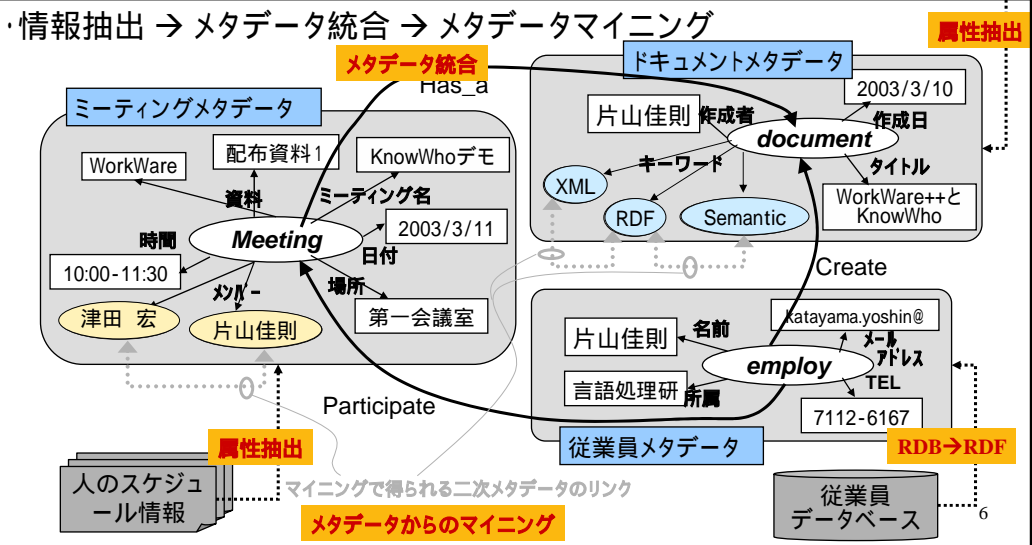 ・情報抽出 → メタデータ統合 → メタデータマイニング
属性抽出
メタデータ統合
Has_a
ミーティングメタデータ
WorkWare
配布資料1
KnowWhoデモ
資料
ミーティング名
Meeting
2003/3/11
日付
時間
10:00-11:30
メンバー
場所
津田 宏
片山佳則
第一会議室
ドキュメントメタデータ
2003/3/10
片山佳則
作成者
作成日
document
キーワード
タイトル
XML
RDF
Semantic
WorkWare++と
KnowWho
Create
katayama.yoshin@
片山佳則
名前
メール
アドレス
employ
言語処理研
所属
TEL
7112-6167
従業員メタデータ
Participate
属性抽出
RDB→RDF
人のスケジュ
ール情報
マイニングで得られる二次メタデータのリンク
メタデータからのマイニング
従業員
データベース
6